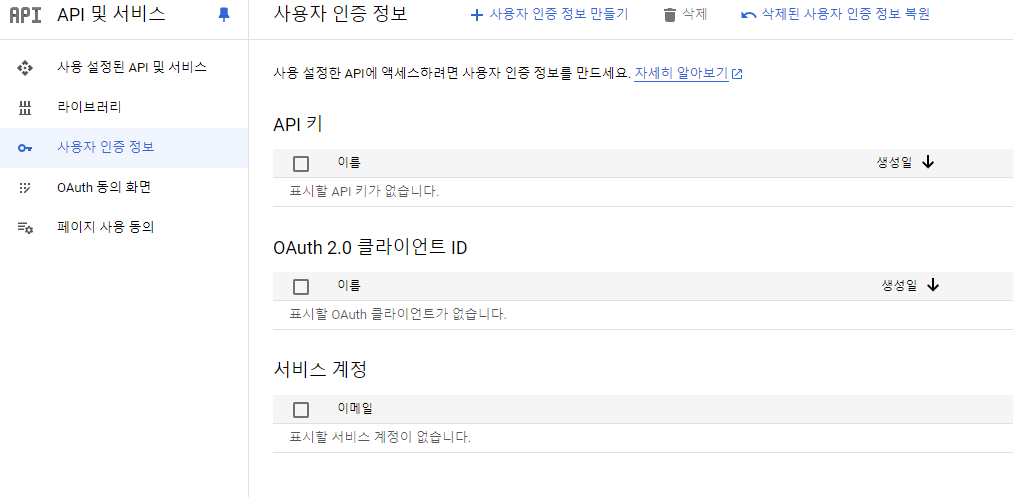 API API 및 서비스
사용자 인증 정보 + 사용자 인증 정보 만들기 삭제 삭제된 사용자 인증 정보 복원
사용 설정된 API 및 서비스
라이브러리
사용자 인증 정보
OAuth 동의 화면
페이지 사용 동의
사용 설정한 API에 액세스하려면 사용자 인증 정보를 만드세요. 자세히 알아보기
API 키
이름 생성일
표시할 API 키가 없습니다.
OAuth 2.0 클라이언트 ID
이름 생성일
표시할 OAuth 클라이언트가 없습니다.
서비스 계정
이메일
표시할 서비스 계정이 없습니다.